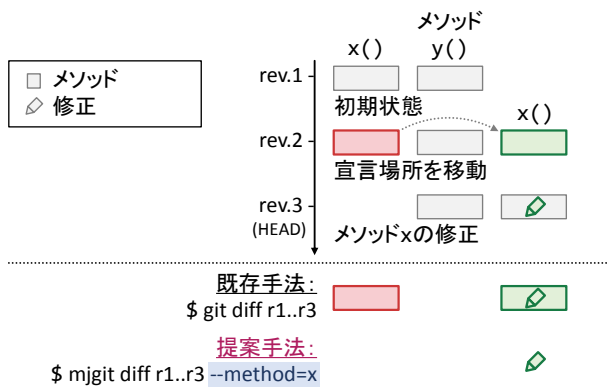 メソッド
x() y()
□ メソッド
修正
rev.1
初期状態
x()
rev.2
宣言場所を移動
rev.3
(HEAD)
メソッドxの修正
既存手法:
$ git diff r1..r3
提案手法:
$ mjgit diff r1..r3 --method=x